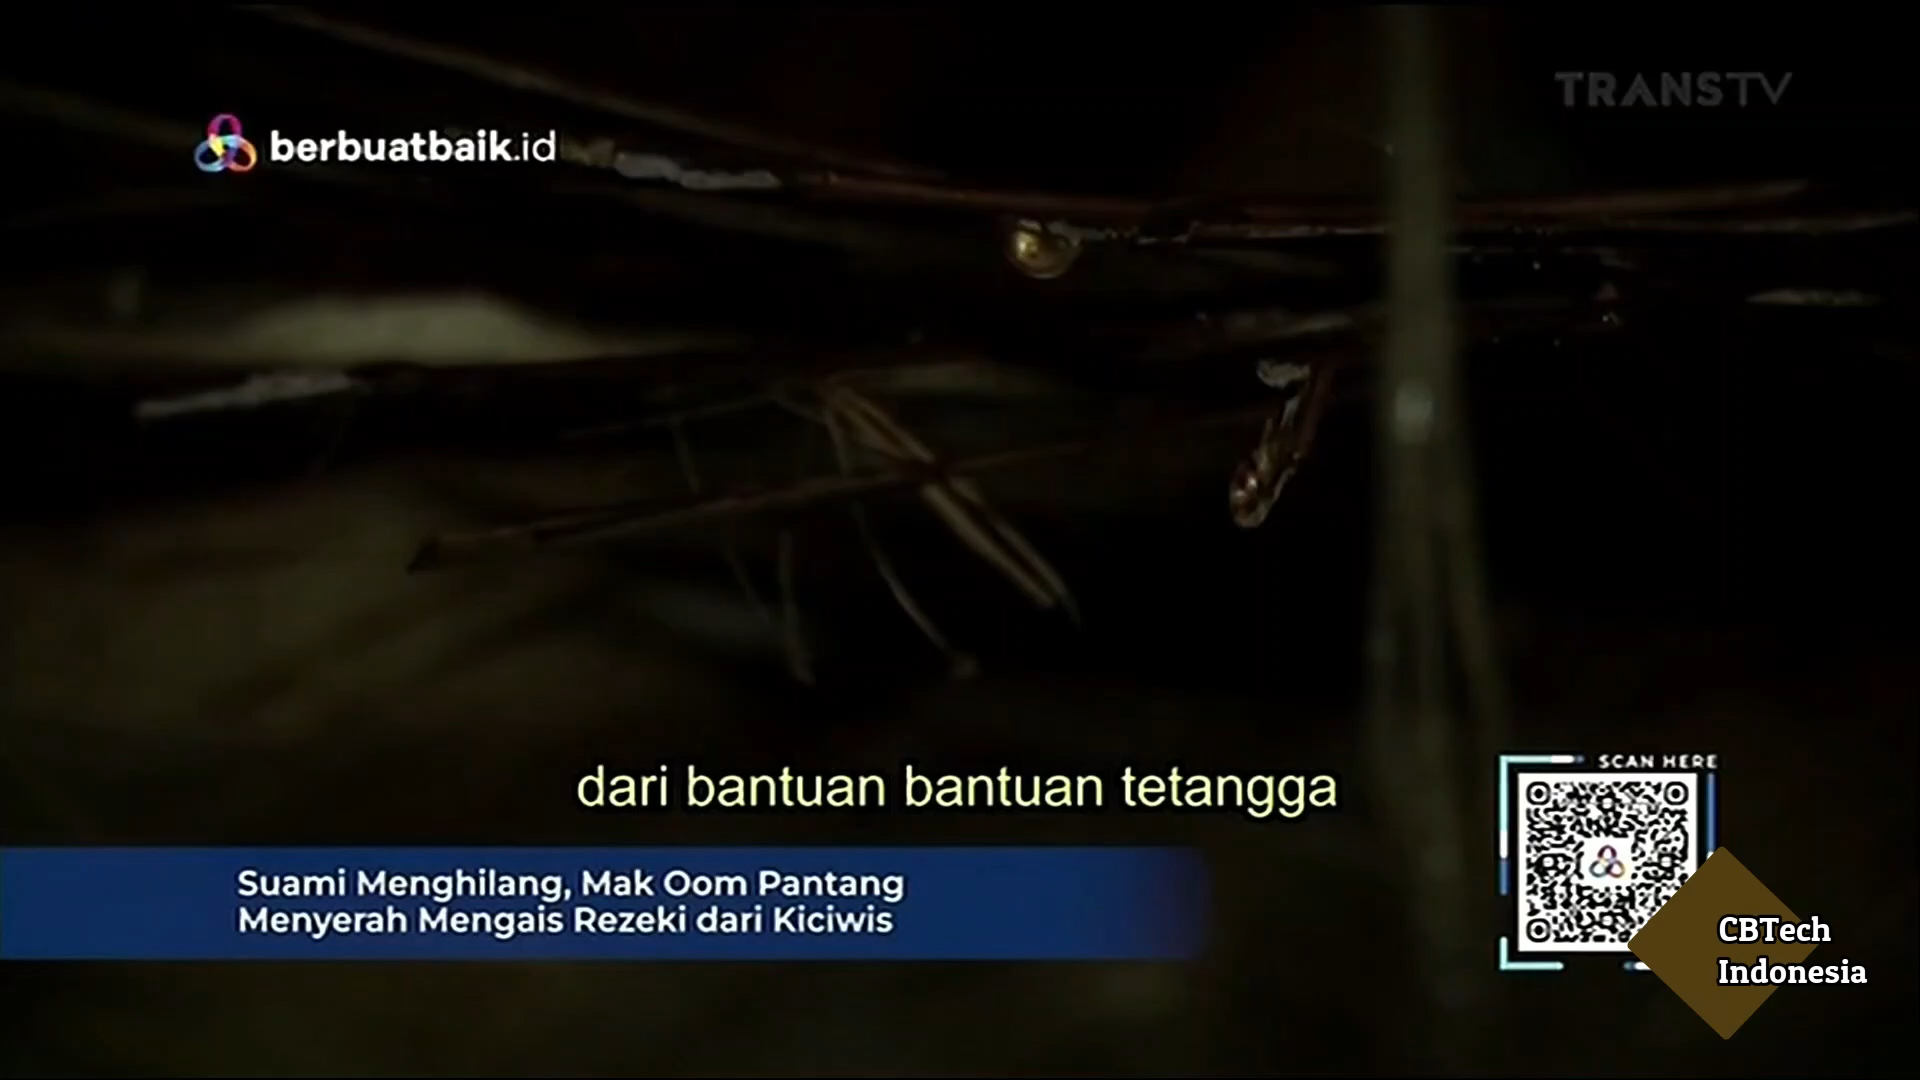 TRANSTV
berbuatbaik.id
dari bantuan bantuan tetangga
SCAN HERE
Suami Menghilang, Mak Oom Pantang
Menyerah Mengais Rezeki dari Kiciwis
CBTech
Indonesia